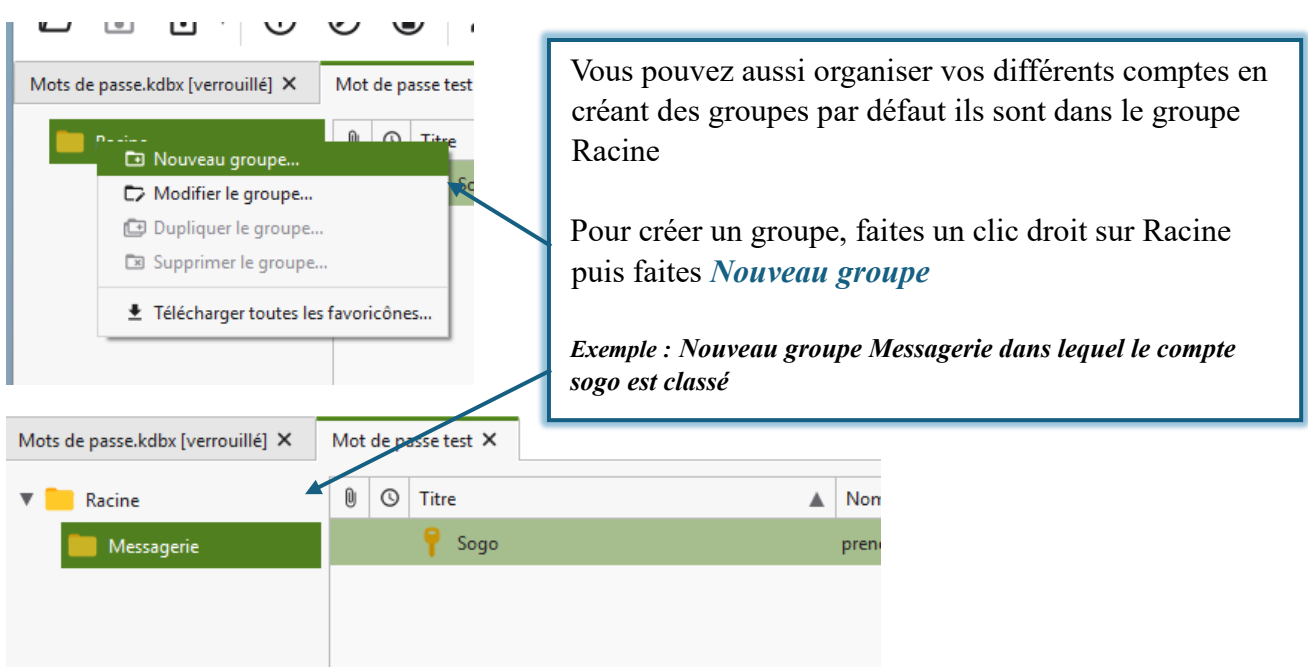 Mots de passe.kdbx [verrouillé] X
Mot de passe test
Racine
Titre
Nouveau groupe...
Modifier le groupe...
Dupliquer le groupe...
Supprimer le groupe...
Télécharger toutes les favoricônes...
Vous pouvez aussi organiser vos différents comptes en
créant des groupes par défaut ils sont dans le groupe
Racine
Pour créer un groupe, faites un clic droit sur Racine
puis faites Nouveau groupe
Exemple : Nouveau groupe Messagerie dans lequel le compte
sogo est classé
Mots de passe.kdbx [verrouillé] X
Mot de passe test X
Racine
Titre
Messagerie
Sogo